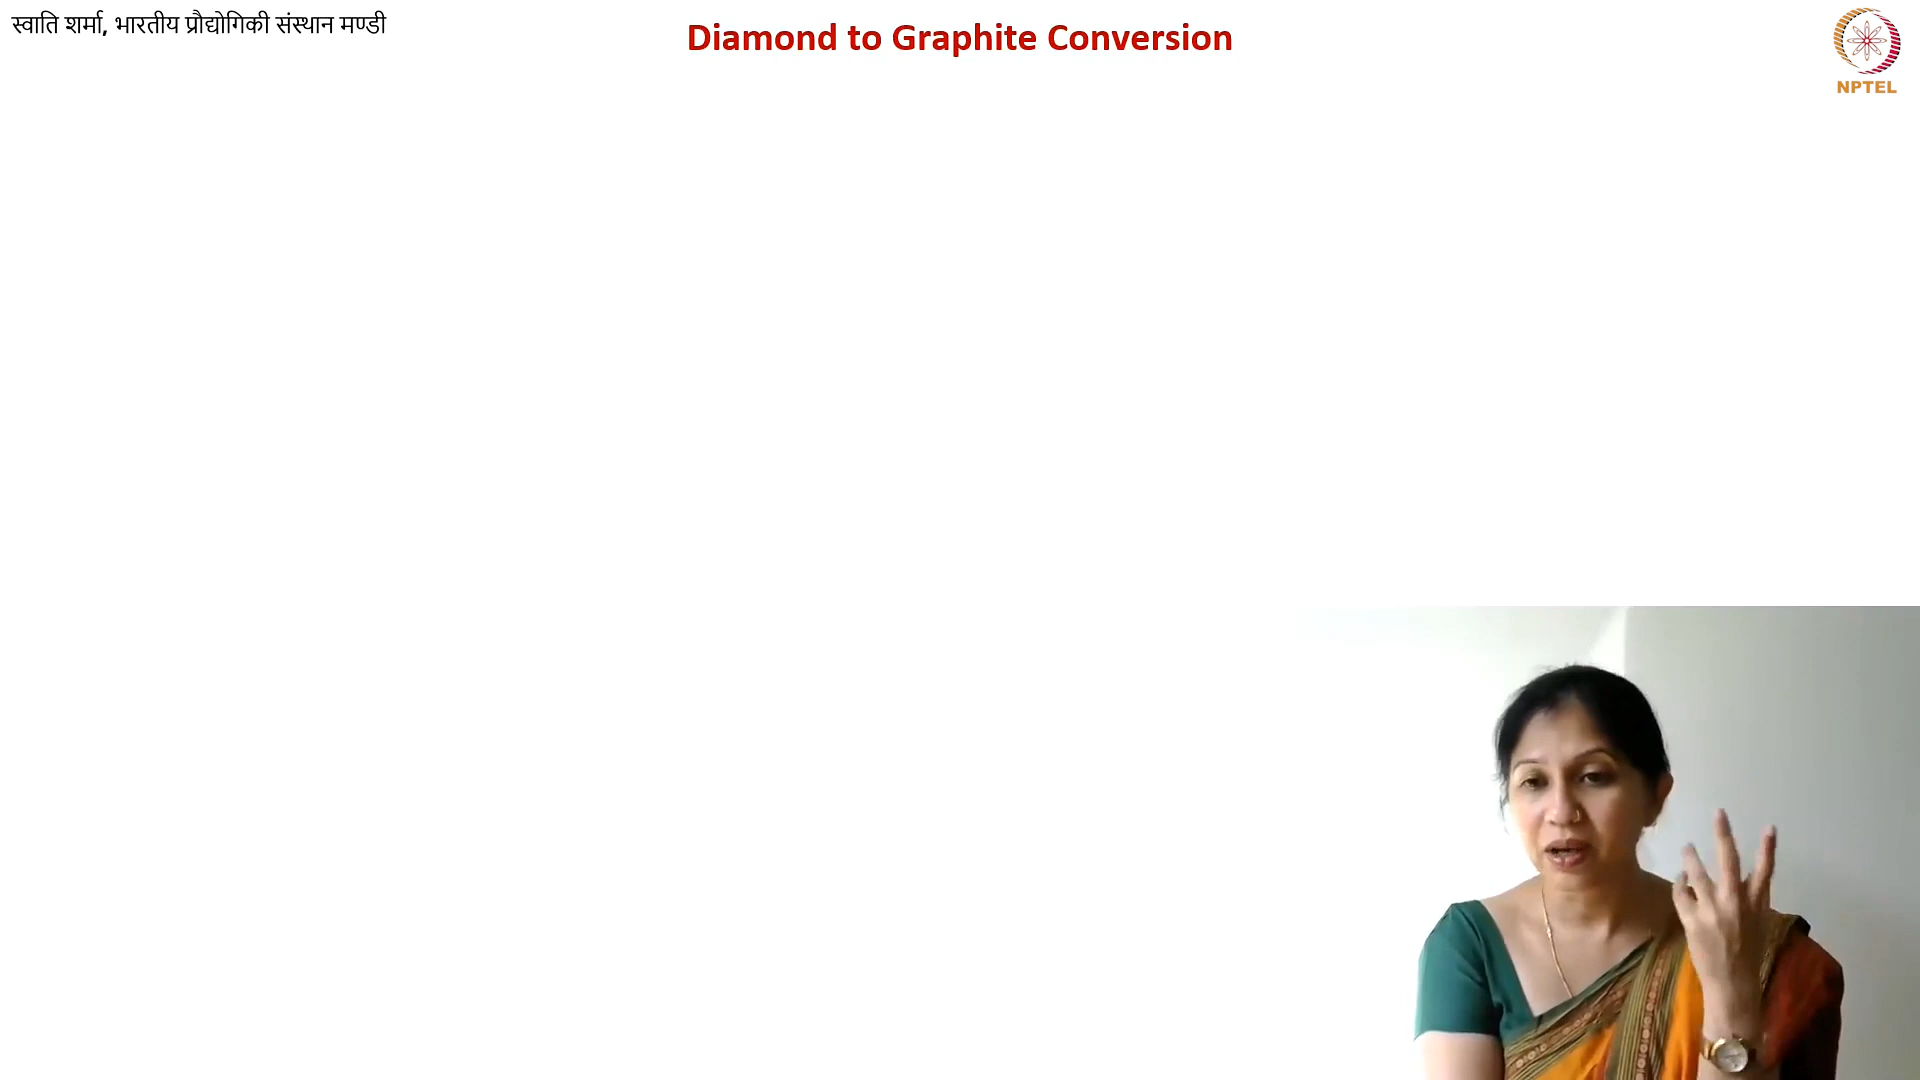 स्वाति शर्मा, भारतीय प्रौद्योगिकी संस्थान मण्डी
Diamond to Graphite Conversion
NPTEL